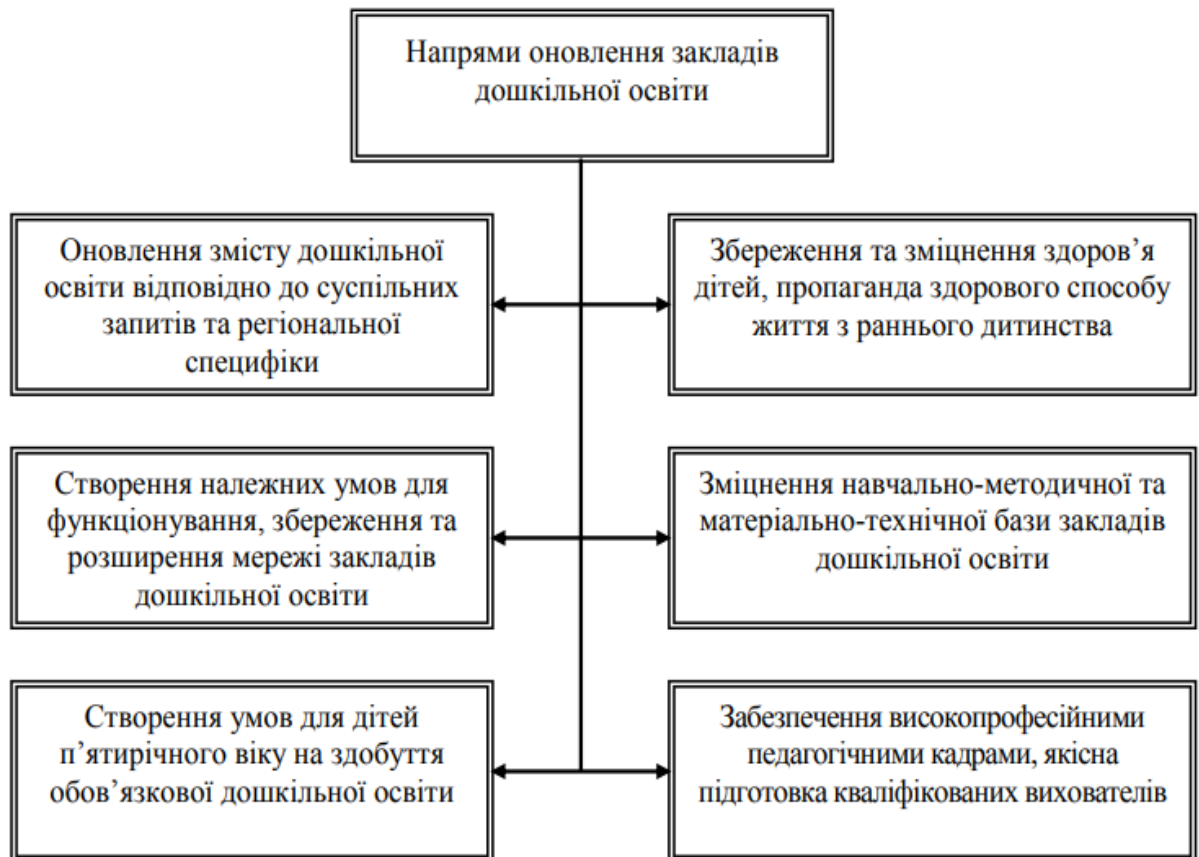 Напрями оновлення закладів
дошкільної освіти
Оновлення змісту дошкільної
освіти відповідно до суспільних
запитів та регіональної
специфіки
Збереження та зміцнення здоров’я
дітей, пропаганда здорового способу
життя з раннього дитинства
Створення належних умов для
функціонування, збереження та
розширення мережі закладів
дошкільної освіти
Зміцнення навчально-методичної та
матеріально-технічної бази закладів
дошкільної освіти
Створення умов для дітей
п’ятирічного віку на здобуття
обов’язкової дошкільної освіти
Забезпечення високопрофесійними
педагогічними кадрами, якісна
підготовка кваліфікованих вихователів